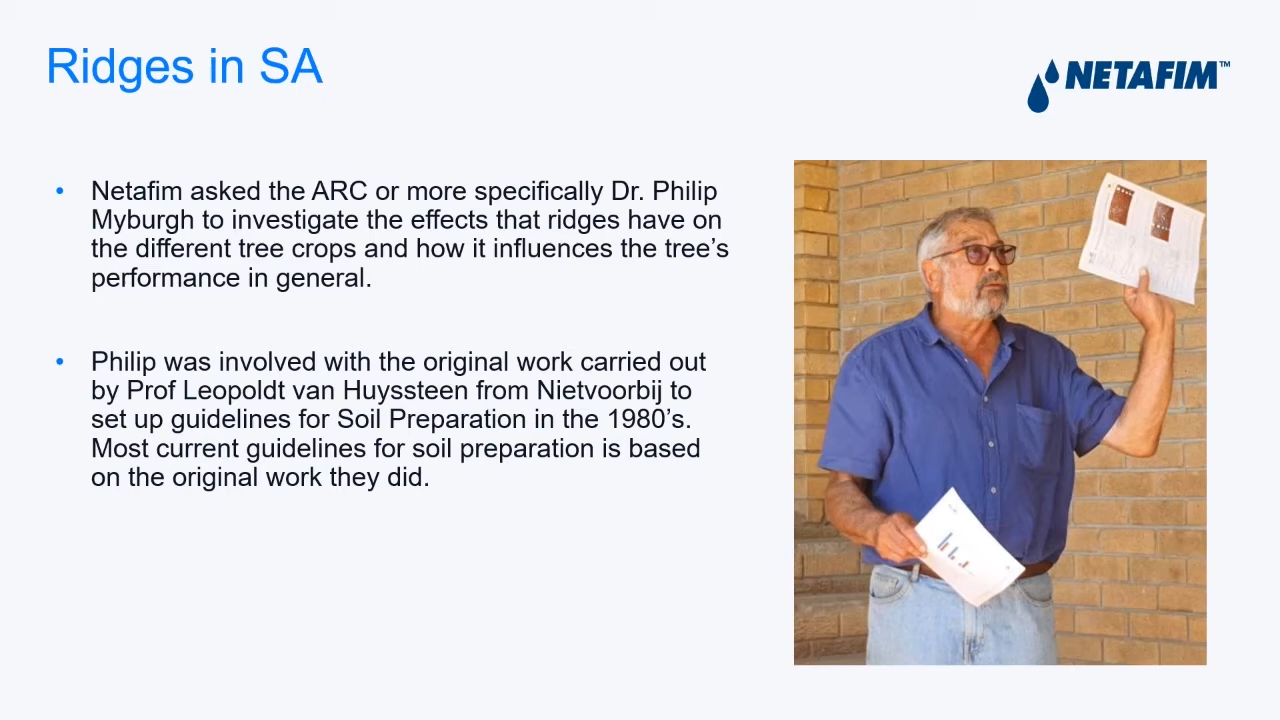 Ridges in SA
NETAFIM™
• Netafim asked the ARC or more specifically Dr. Philip
Myburgh to investigate the effects that ridges have on
the different tree crops and how it influences the tree’s
performance in general.
• Philip was involved with the original work carried out
by Prof Leopoldt van Huyssteen from Nietvoorbij to
set up guidelines for Soil Preparation in the 1980’s.
Most current guidelines for soil preparation is based
on the original work they did.